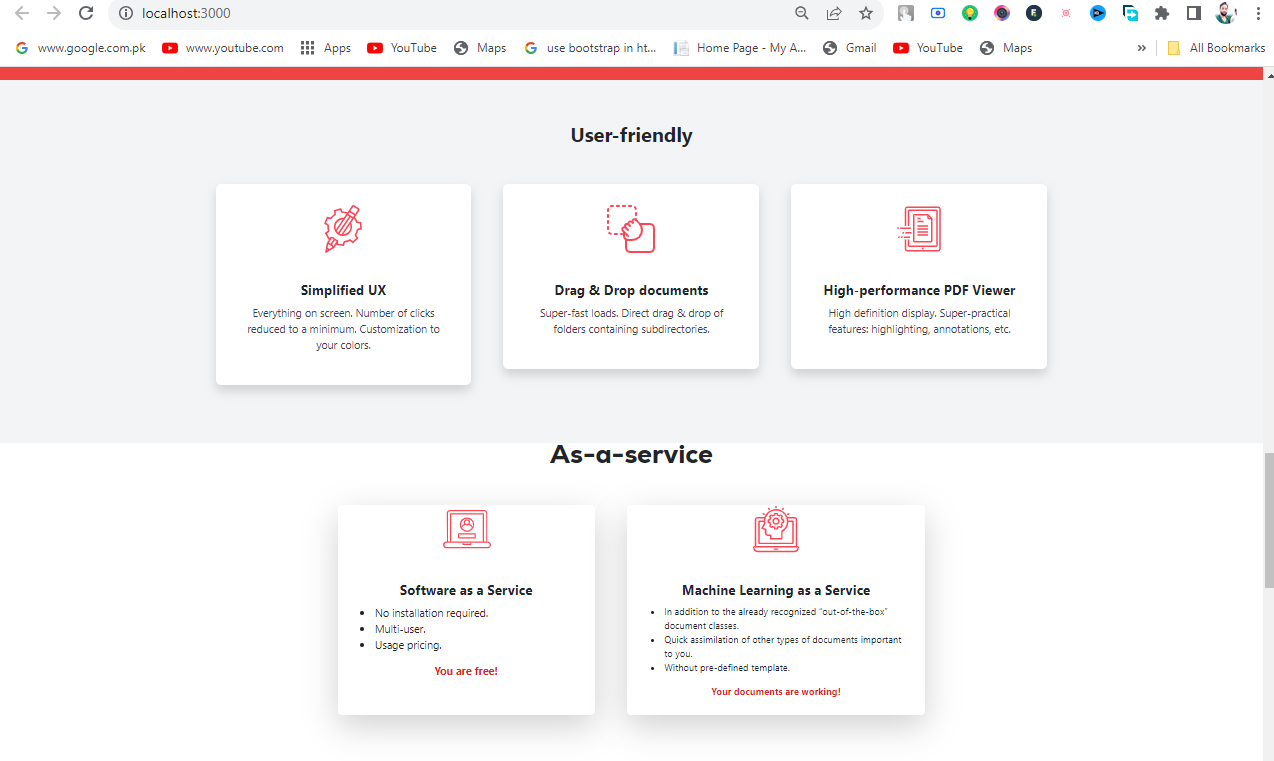 localhost:3000
www.google.com.pk www.youtube.com Apps YouTube Maps use bootstrap in ht... Home Page - My A... Gmail YouTube Maps » All Bookmarks
User-friendly
Simplified UX
Everything on screen. Number of clicks
reduced to a minimum. Customization to
your colors.
Drag & Drop documents
Super-fast loads. Direct drag & drop of
folders containing subdirectories.
High-performance PDF Viewer
High definition display. Super-practical
features: highlighting, annotations, etc.
As-a-service
Software as a Service
• No installation required.
• Multi-user.
• Usage pricing.
You are free!
Machine Learning as a Service
• In addition to the already recognized "out-of-the-box"
document classes.
• Quick assimilation of other types of documents important
to you.
• Without pre-defined template.
Your documents are working!